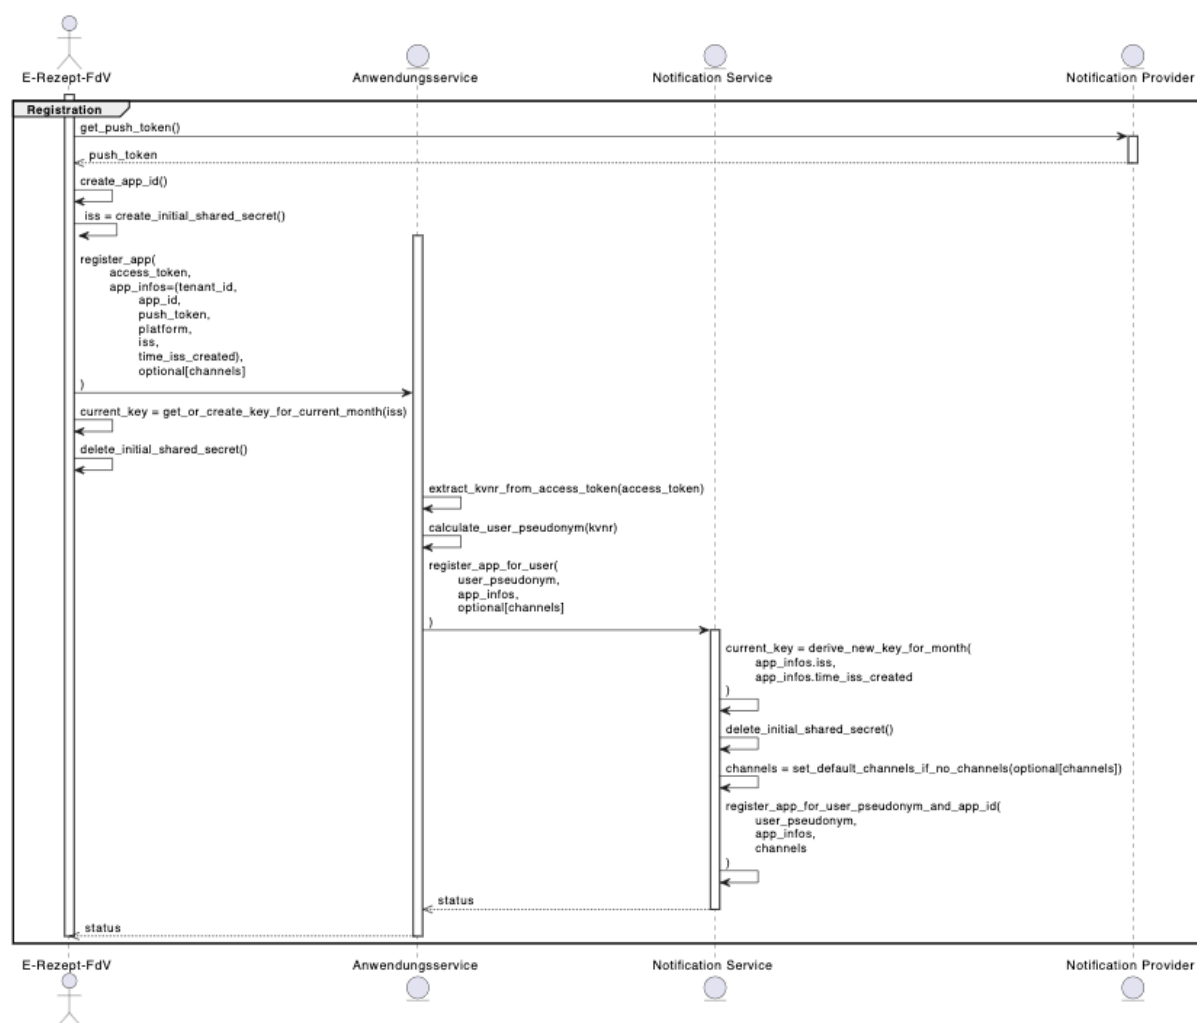 E-Rezept-FdV
Anwendungsservice
Notification Service
Notification Provider
Registration
get_push_token()
push_token
create_app_id()
iss = create_initial_shared_secret()
register_app(
access_token,
app_infos=(tenant_id,
app_id,
push_token,
platform,
iss,
time_iss_created),
optional[channels]
)
current_key = get_or_create_key_for_current_month(iss)
delete_initial_shared_secret()
extract_kvnr_from_access_token(access_token)
calculate_user_pseudonym(kvnr)
register_app_for_user(
user_pseudonym,
app_infos,
optional[channels]
)
current_key = derive_new_key_for_month(
app_infos.iss,
app_infos.time_iss_created
)
delete_initial_shared_secret()
channels = set_default_channels_if_no_channels(optional[channels])
register_app_for_user_pseudonym_and_app_id(
user_pseudonym,
app_infos,
channels
)
status
status
E-Rezept-FdV
Anwendungsservice
Notification Service
Notification Provider